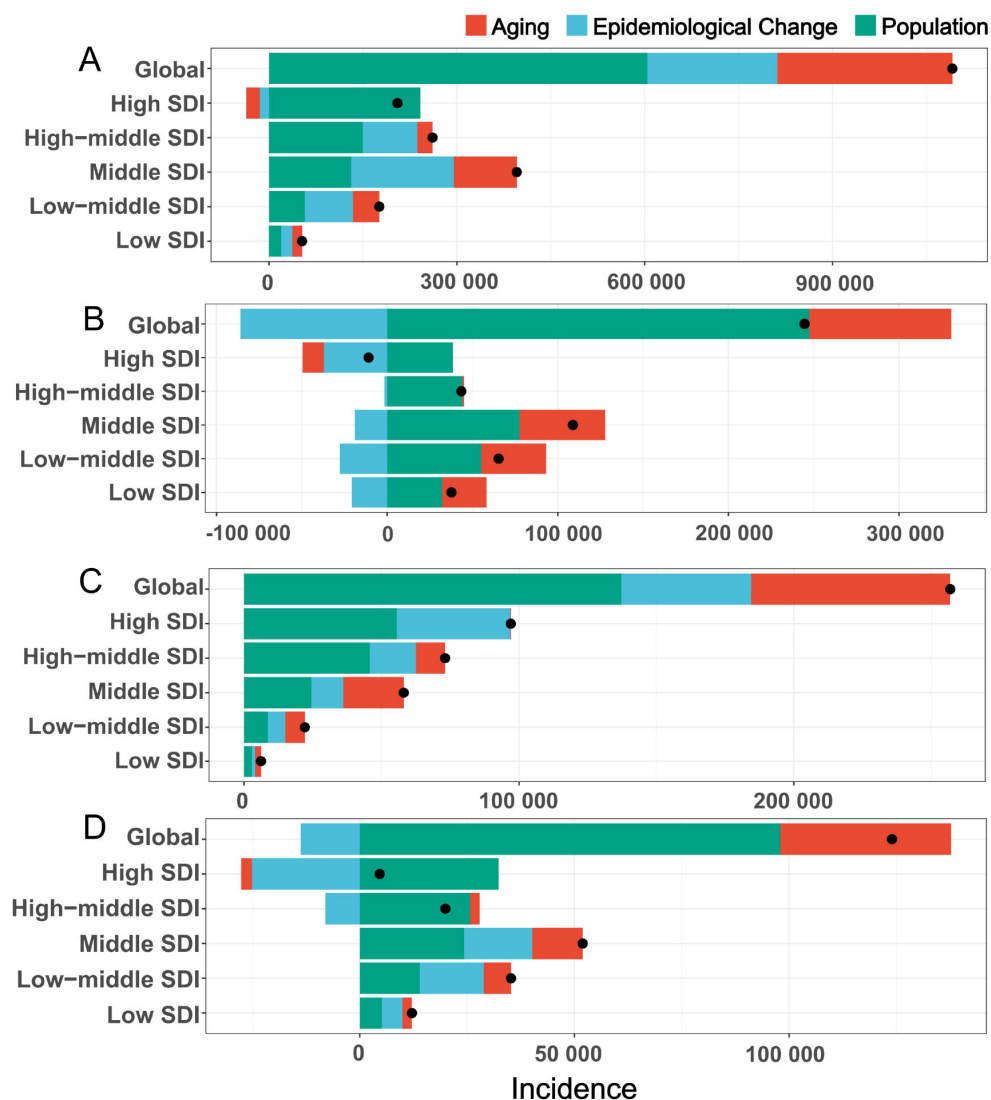 Aging Epidemiological Change Population
A
Global
High SDI
High−middle SDI
Middle SDI
Low−middle SDI
Low SDI
0 300 000 600 000 900 000
B
Global
High SDI
High−middle SDI
Middle SDI
Low−middle SDI
Low SDI
-100 000 0 100 000 200 000 300 000
C
Global
High SDI
High−middle SDI
Middle SDI
Low−middle SDI
Low SDI
0 100 000 200 000
D
Global
High SDI
High−middle SDI
Middle SDI
Low−middle SDI
Low SDI
0 50 000 100 000
Incidence